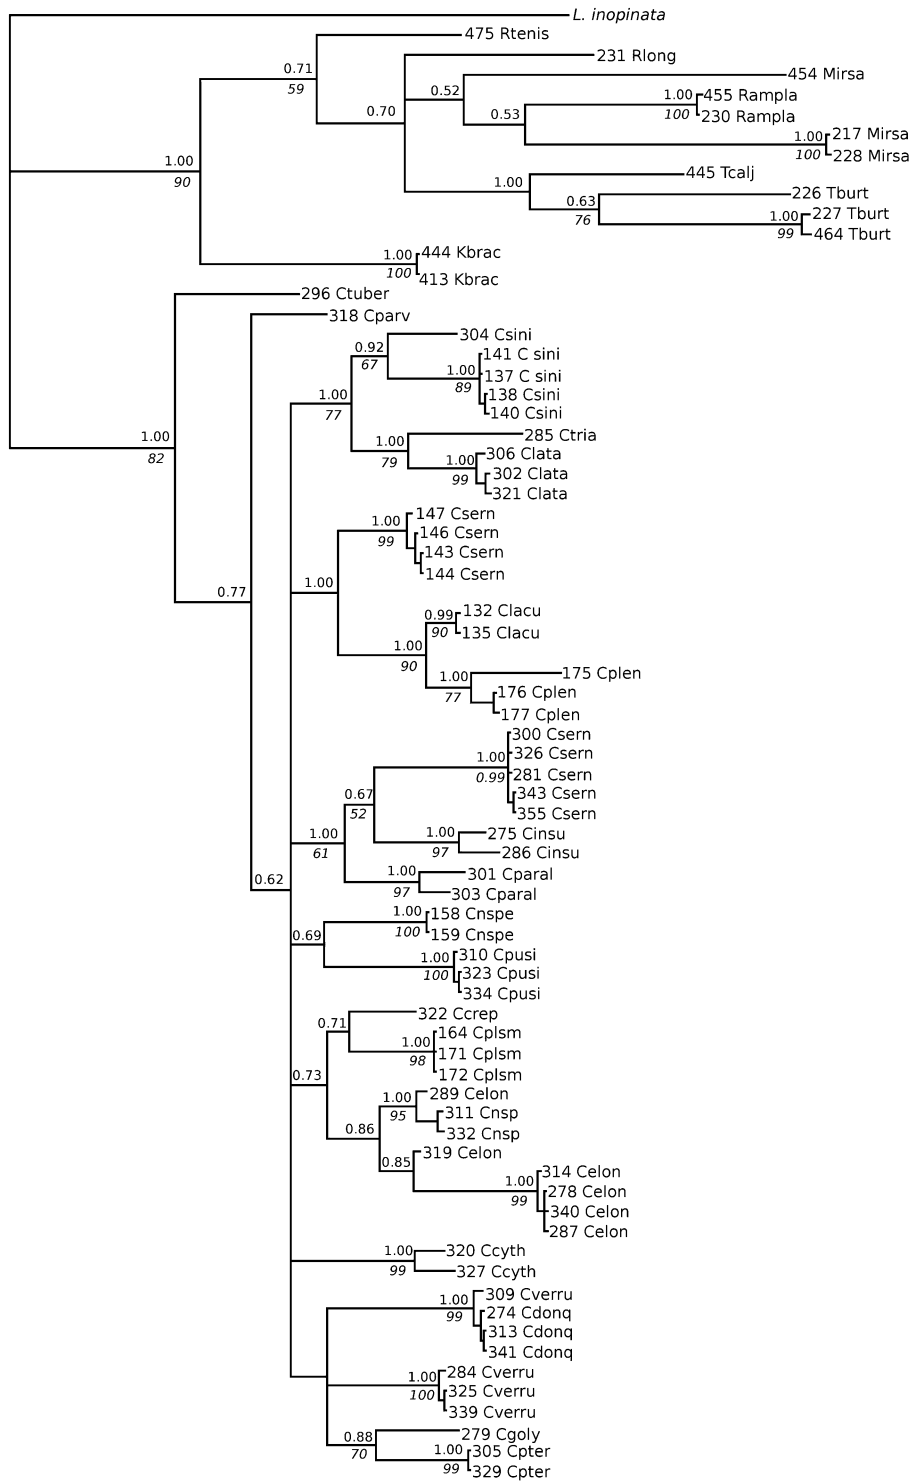 L. inopinata
475 Rtenis
231 Rlong
0.71
59
454 Mirsa
0.52
1.00 455 Rampla
100 230 Rampla
0.70
0.53
1.00 217 Mirsa
100 228 Mirsa
1.00
90
445 Tcalj
1.00
226 Tburt
0.63
76
1.00 227 Tburt
99 464 Tburt
1.00 444 Kbrac
100 413 Kbrac
296 Ctuber
318 Cparv
304 Csini
0.92
67
141 C sini
1.00 137 C sini
89
138 Csini
140 Csini
1.00
77
285 Ctria
1.00
79
306 Clata
1.00
99
302 Clata
321 Clata
1.00
82
147 Csern
1.00
99
146 Csern
143 Csern
144 Csern
1.00
0.77
0.99 132 Clacu
90 135 Clacu
1.00
90
175 Cplen
1.00
77
176 Cplen
177 Cplen
300 Csern
326 Csern
1.00
0.99 281 Csern
343 Csern
355 Csern
0.67
52
1.00 275 Cinsu
97 286 Cinsu
1.00
61
1.00 301 Cparal
97 303 Cparal
0.62
1.00 158 Cnspe
100 159 Cnspe
0.69
310 Cpusi
1.00
100 323 Cpusi
334 Cpusi
322 Ccrep
0.71
164 Cplsm
1.00
98 171 Cplsm
172 Cplsm
0.73
289 Celon
1.00
95
311 Cnsp
332 Cnsp
0.86
319 Celon
0.85
314 Celon
1.00
99
278 Celon
340 Celon
287 Celon
1.00 320 Ccyth
99 327 Ccyth
309 Cverru
1.00
99
274 Cdonq
313 Cdonq
341 Cdonq
284 Cverru
1.00
100
325 Cverru
339 Cverru
279 Cgoly
0.88
70
1.00 305 Cpter
99 329 Cpter